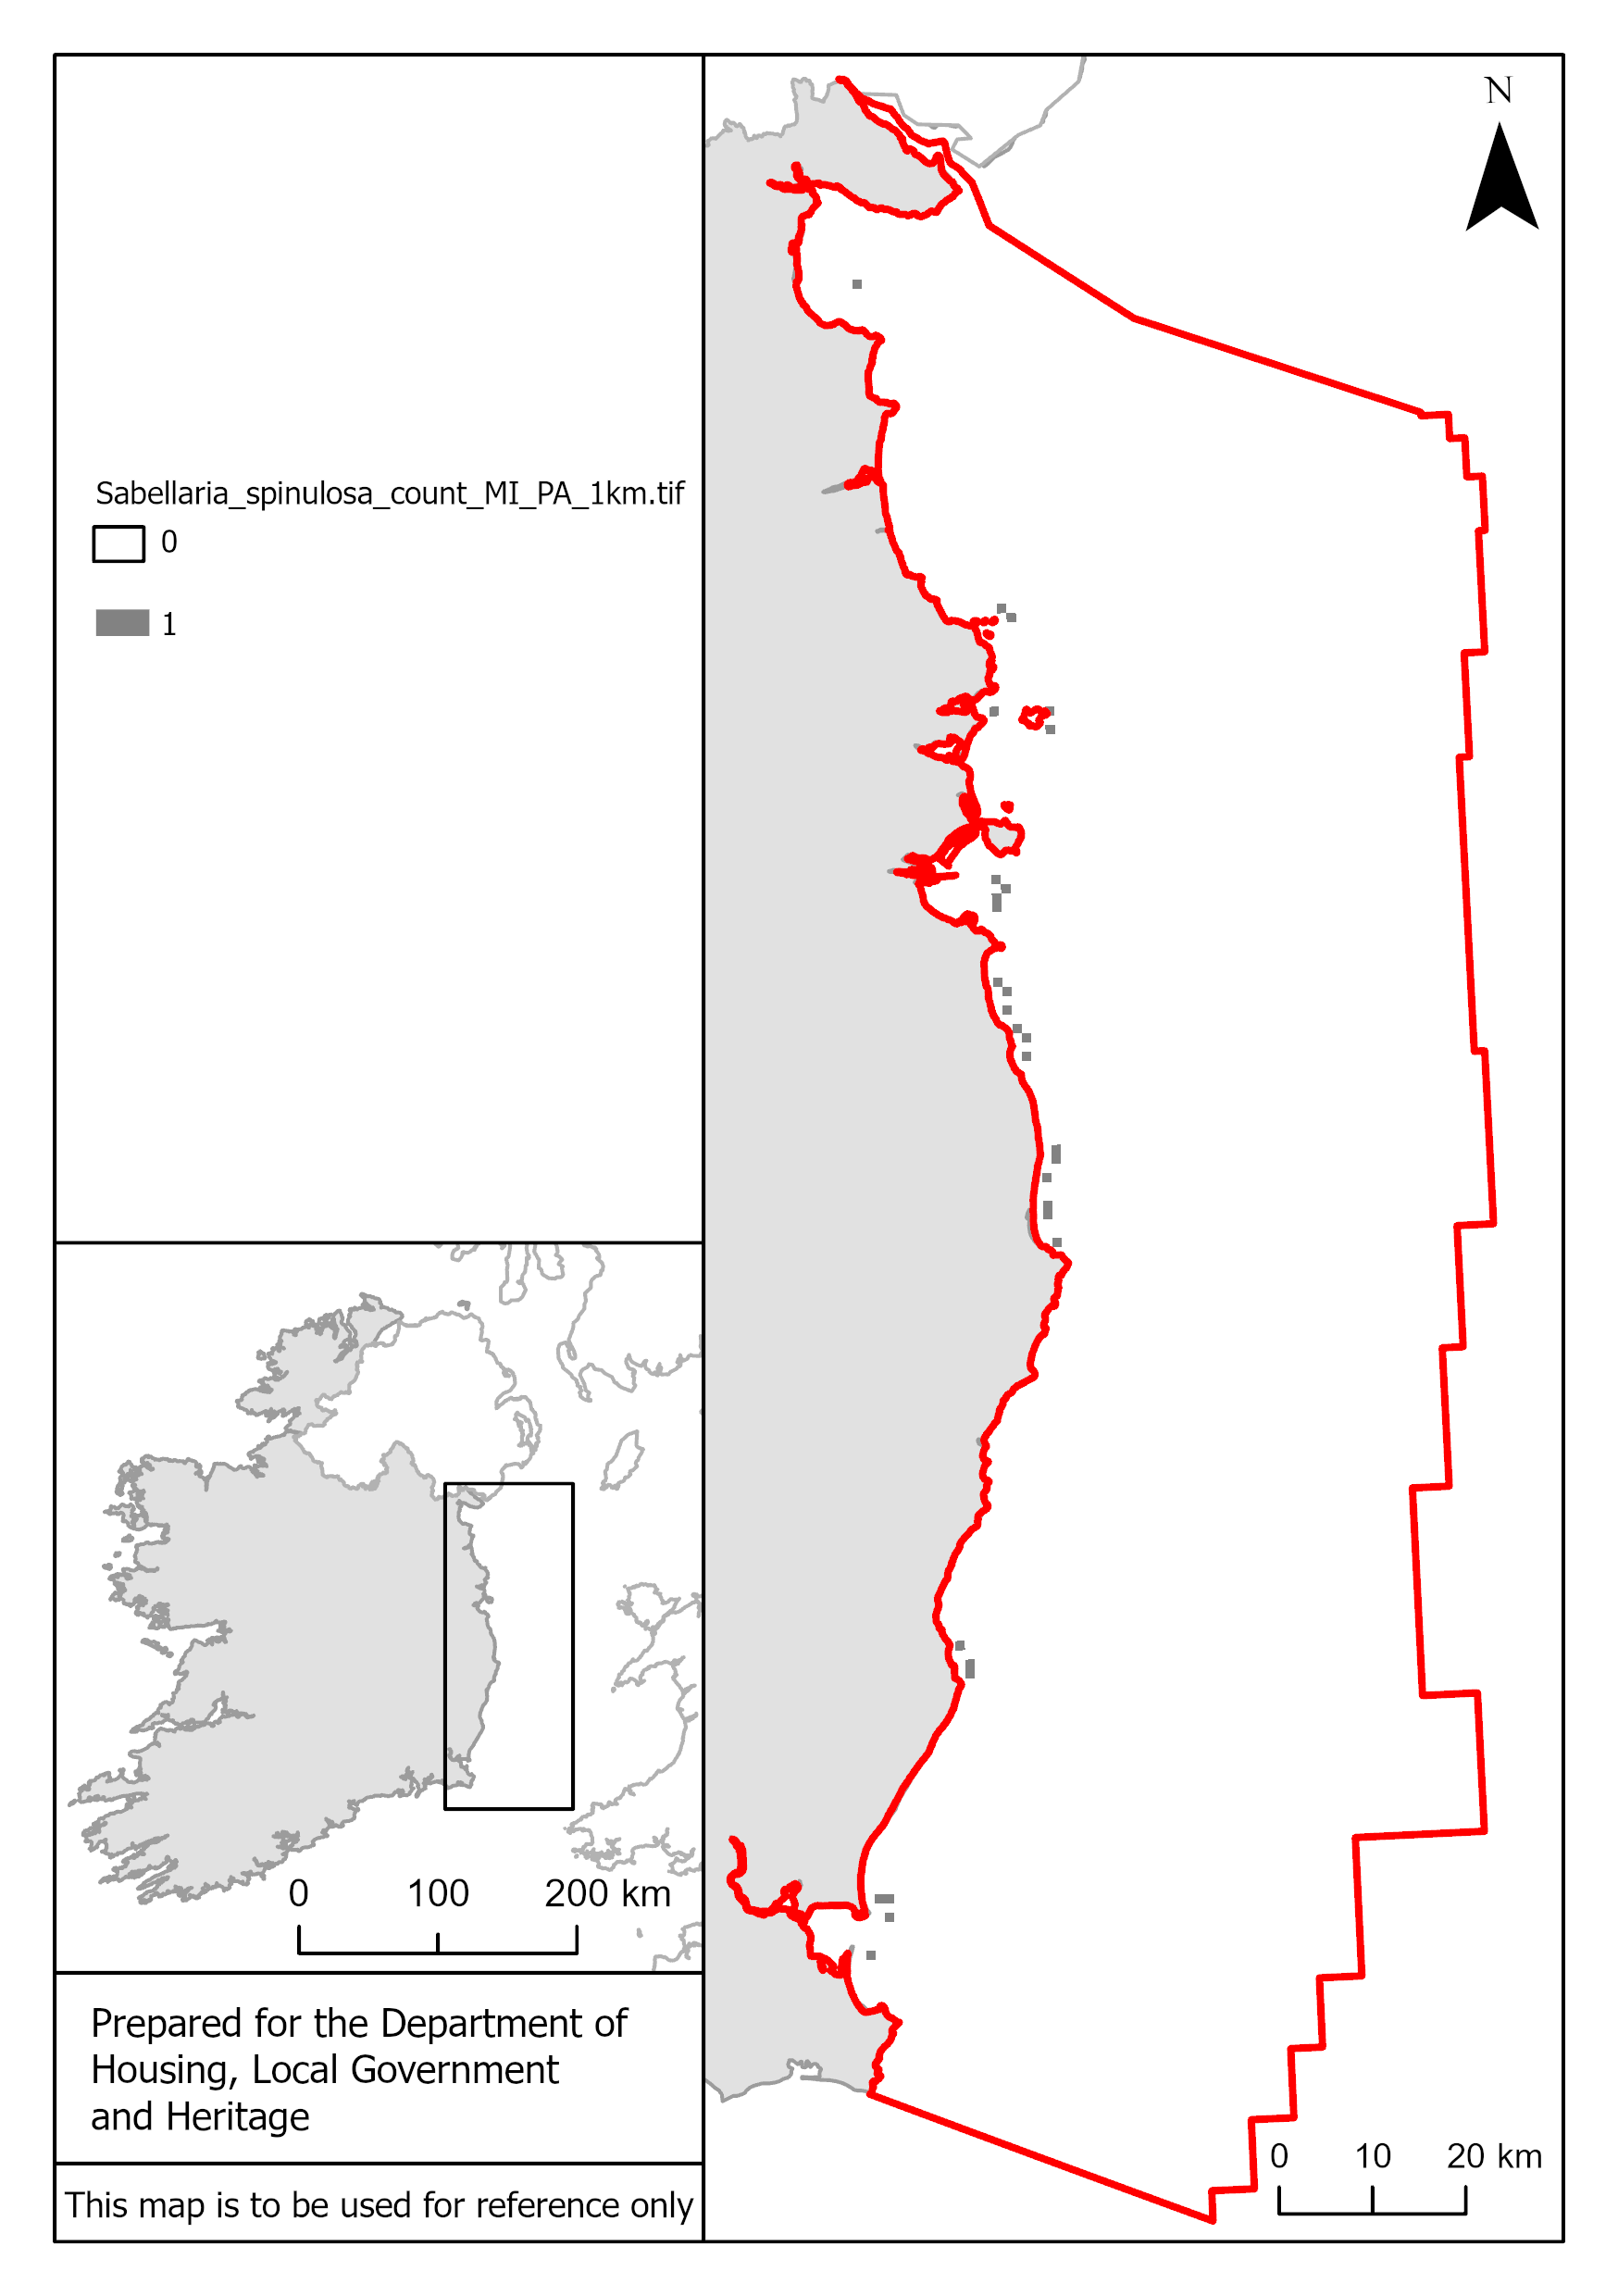 N
Sabellaria_spinulosa_count_MI_PA_1km.tif
0
1
0 100 200 km
Prepared for the Department of
Housing, Local Government
and Heritage
This map is to be used for reference only
0 10 20 km